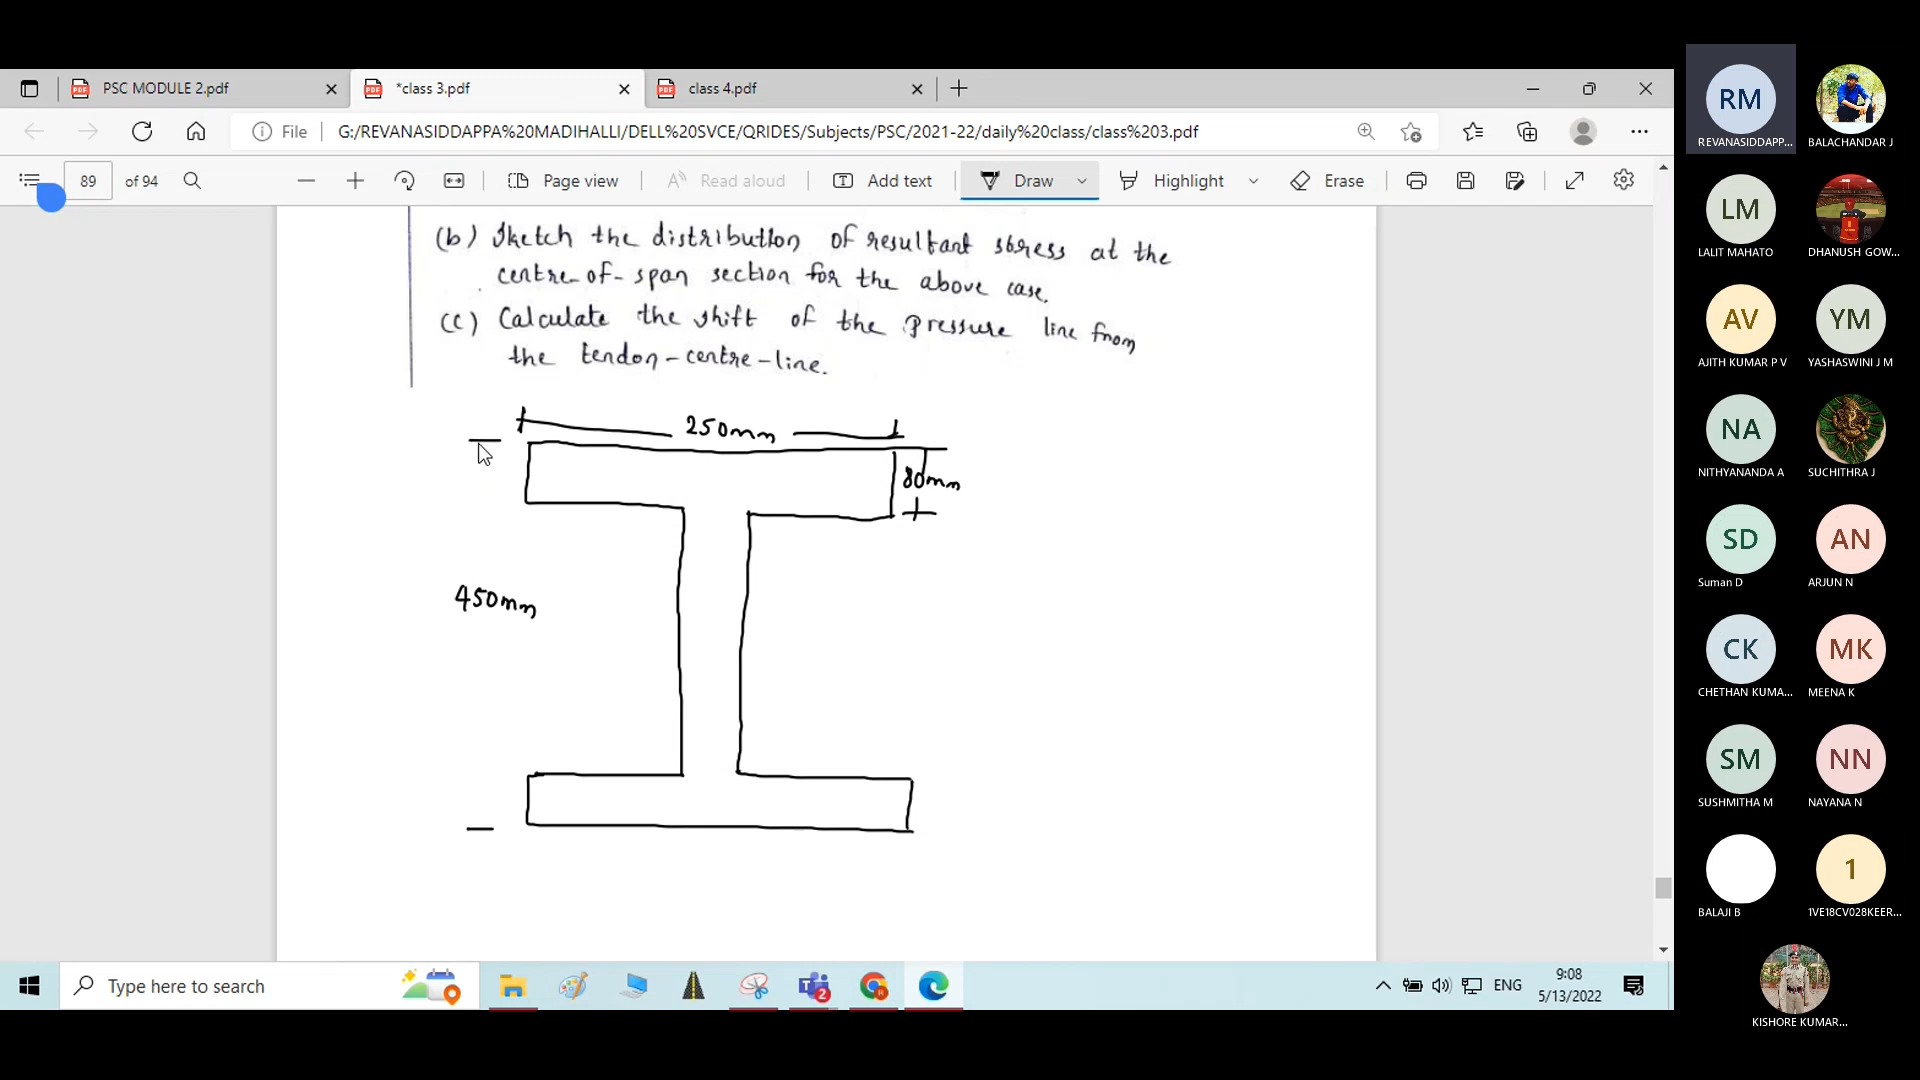 PSC MODULE 2.pdf
*class 3.pdf
class 4.pdf
File
G:/REVANASIDDAPPA%20MADIHALLI/DELL%20SVCE/QRIDES/Subjects/PSC/2021-22/daily%20class/class%203.pdf
89 of 94
Page view
Read aloud
Add text
Draw
Highlight
Erase
(b) Sketch the distribution of resultant stress at the
centre-of-span section for the above case.
(c) Calculate the shift of the pressure line from
the tendon-centre-line.
250mm
80mm
450mm
Type here to search
2
ENG
9:08
5/13/2022
RM
REVANASIDDAPP...
BALACHANDAR J
LM
LALIT MAHATO
DHANUSH GOW...
AV
AJITH KUMAR P V
YM
YASHASWINI J M
NA
NITHYANANDA A
SUCHITHRA J
SD
Suman D
AN
ARJUN N
CK
CHETHAN KUMA...
MK
MEENA K
SM
SUSHMITHA M
NN
NAYANA N
BALAJI B
1
1VE18CV028KEER...
KISHORE KUMAR...